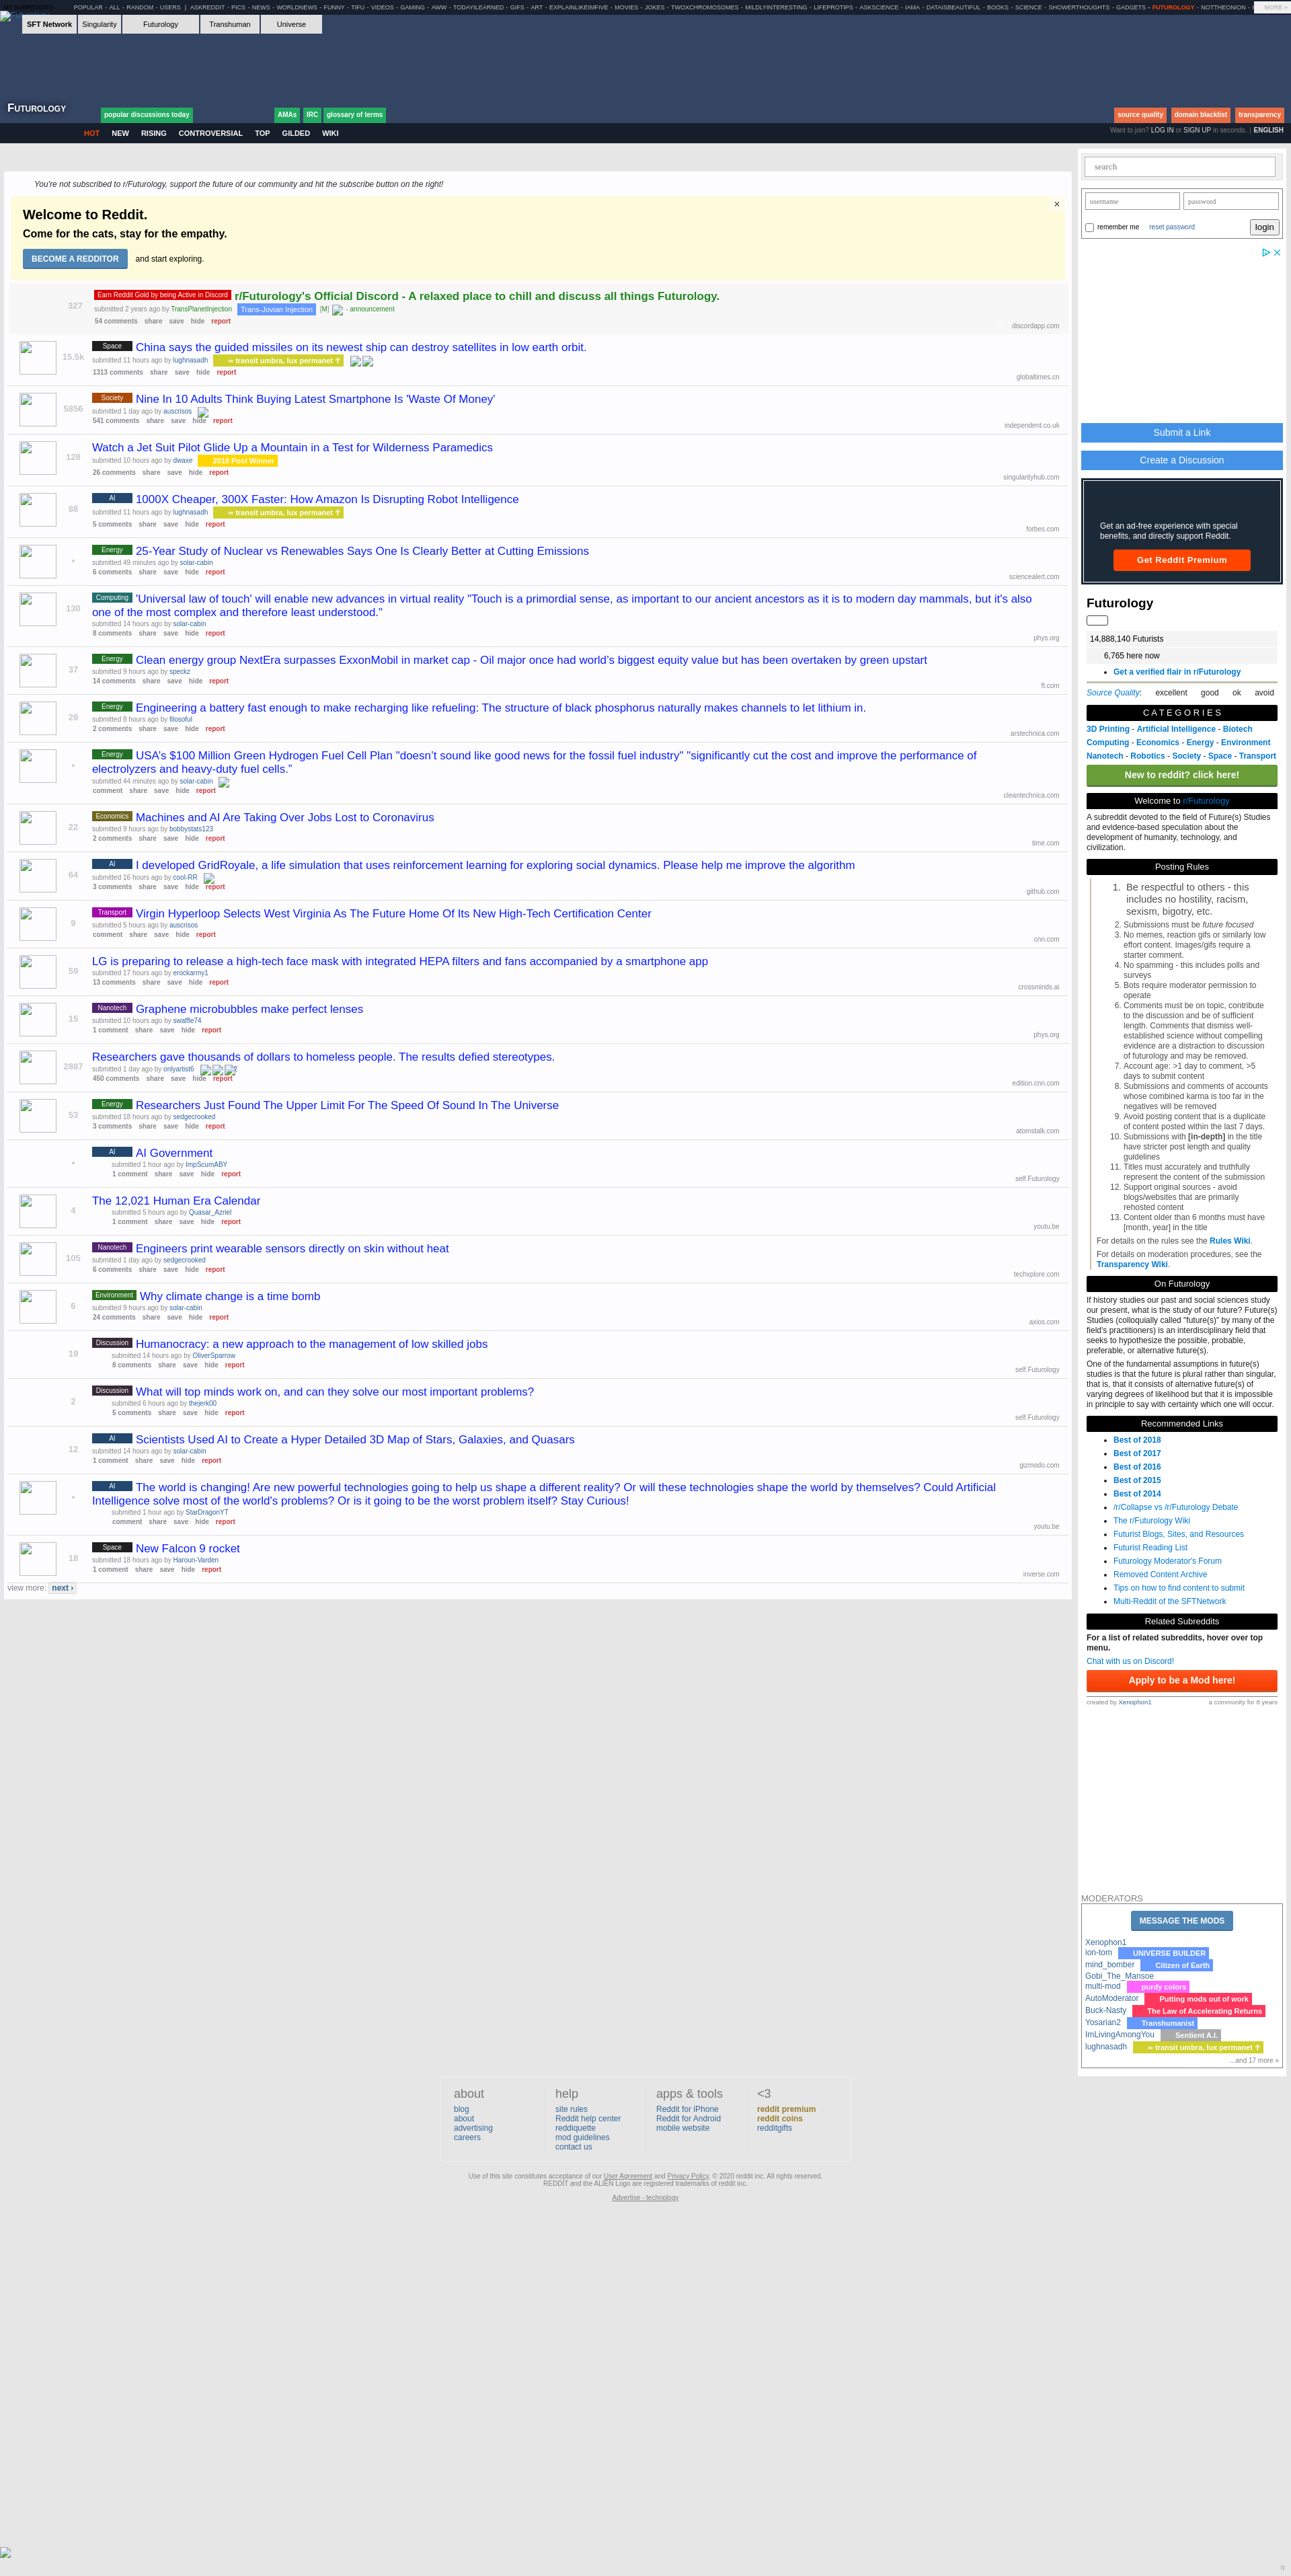 MY SUBREDDITS
POPULAR - ALL - RANDOM - USERS | ASKREDDIT - PICS - NEWS - WORLDNEWS - FUNNY - TIFU - VIDEOS - GAMING - AWW - TODAYILEARNED - GIFS - ART - EXPLAINLIKEIMFIVE - MOVIES - JOKES - TWOXCHROMOSOMES - MILDLYINTERESTING - LIFEPROTIPS - ASKSCIENCE - IAMA - DATAISBEAUTIFUL - BOOKS - SCIENCE - SHOWERTHOUGHTS - GADGETS - FUTUROLOGY - NOTTHEONION - MORE »
SFT Network Singularity Futurology Transhuman Universe
FUTUROLOGY
popular discussions today AMAs IRC glossary of terms source quality domain blacklist transparency
HOT NEW RISING CONTROVERSIAL TOP GILDED WIKI
Want to join? LOG IN or SIGN UP in seconds. | ENGLISH
You're not subscribed to r/Futurology, support the future of our community and hit the subscribe button on the right!
Welcome to Reddit.
×
Come for the cats, stay for the empathy.
BECOME A REDDITOR and start exploring.
327
Earn Reddit Gold by being Active in Discord r/Futurology's Official Discord - A relaxed place to chill and discuss all things Futurology.
submitted 2 years ago by TransPlanetInjection Trans-Jovian Injection [M] - announcement
54 comments share save hide report
discordapp.com
15.5k
Space China says the guided missiles on its newest ship can destroy satellites in low earth orbit.
submitted 11 hours ago by lughnasadh ∞ transit umbra, lux permanet ☥
1313 comments share save hide report
globaltimes.cn
5856
Society Nine In 10 Adults Think Buying Latest Smartphone Is 'Waste Of Money'
submitted 1 day ago by auscrisos
541 comments share save hide report
independent.co.uk
128
Watch a Jet Suit Pilot Glide Up a Mountain in a Test for Wilderness Paramedics
submitted 10 hours ago by dwaxe 2018 Post Winner
26 comments share save hide report
singularityhub.com
88
AI 1000X Cheaper, 300X Faster: How Amazon Is Disrupting Robot Intelligence
submitted 11 hours ago by lughnasadh ∞ transit umbra, lux permanet ☥
5 comments share save hide report
forbes.com
•
Energy 25-Year Study of Nuclear vs Renewables Says One Is Clearly Better at Cutting Emissions
submitted 49 minutes ago by solar-cabin
6 comments share save hide report
sciencealert.com
130
Computing 'Universal law of touch' will enable new advances in virtual reality "Touch is a primordial sense, as important to our ancient ancestors as it is to modern day mammals, but it's also
one of the most complex and therefore least understood."
submitted 14 hours ago by solar-cabin
8 comments share save hide report
phys.org
37
Energy Clean energy group NextEra surpasses ExxonMobil in market cap - Oil major once had world's biggest equity value but has been overtaken by green upstart
submitted 9 hours ago by speckz
14 comments share save hide report
ft.com
29
Energy Engineering a battery fast enough to make recharging like refueling: The structure of black phosphorus naturally makes channels to let lithium in.
submitted 8 hours ago by filosoful
2 comments share save hide report
arstechnica.com
•
Energy USA's $100 Million Green Hydrogen Fuel Cell Plan "doesn't sound like good news for the fossil fuel industry" "significantly cut the cost and improve the performance of
electrolyzers and heavy-duty fuel cells."
submitted 44 minutes ago by solar-cabin
comment share save hide report
cleantechnica.com
22
Economics Machines and AI Are Taking Over Jobs Lost to Coronavirus
submitted 9 hours ago by bobbystats123
2 comments share save hide report
time.com
64
AI I developed GridRoyale, a life simulation that uses reinforcement learning for exploring social dynamics. Please help me improve the algorithm
submitted 16 hours ago by cool-RR
3 comments share save hide report
github.com
9
Transport Virgin Hyperloop Selects West Virginia As The Future Home Of Its New High-Tech Certification Center
submitted 5 hours ago by auscrisos
comment share save hide report
cnn.com
59
LG is preparing to release a high-tech face mask with integrated HEPA filters and fans accompanied by a smartphone app
submitted 17 hours ago by erockarmy1
13 comments share save hide report
crossminds.ai
15
Nanotech Graphene microbubbles make perfect lenses
submitted 10 hours ago by swaffle74
1 comment share save hide report
phys.org
2887
Researchers gave thousands of dollars to homeless people. The results defied stereotypes.
submitted 1 day ago by onlyartist6 2
450 comments share save hide report
edition.cnn.com
53
Energy Researchers Just Found The Upper Limit For The Speed Of Sound In The Universe
submitted 18 hours ago by sedgecrooked
3 comments share save hide report
atomstalk.com
•
AI AI Government
submitted 1 hour ago by ImpScumABY
1 comment share save hide report
self.Futurology
4
The 12,021 Human Era Calendar
submitted 5 hours ago by Quasar_Azriel
1 comment share save hide report
youtu.be
105
Nanotech Engineers print wearable sensors directly on skin without heat
submitted 1 day ago by sedgecrooked
6 comments share save hide report
techxplore.com
6
Environment Why climate change is a time bomb
submitted 9 hours ago by solar-cabin
24 comments share save hide report
axios.com
19
Discussion Humanocracy: a new approach to the management of low skilled jobs
submitted 14 hours ago by OliverSparrow
8 comments share save hide report
self.Futurology
2
Discussion What will top minds work on, and can they solve our most important problems?
submitted 6 hours ago by thejerk00
5 comments share save hide report
self.Futurology
12
AI Scientists Used AI to Create a Hyper Detailed 3D Map of Stars, Galaxies, and Quasars
submitted 14 hours ago by solar-cabin
1 comment share save hide report
gizmodo.com
•
AI The world is changing! Are new powerful technologies going to help us shape a different reality? Or will these technologies shape the world by themselves? Could Artificial
Intelligence solve most of the world's problems? Or is it going to be the worst problem itself? Stay Curious!
submitted 1 hour ago by StarDragonYT
comment share save hide report
youtu.be
18
Space New Falcon 9 rocket
submitted 18 hours ago by Haroun-Varden
1 comment share save hide report
inverse.com
view more: next ›
search
username password
remember me reset password login
Submit a Link
Create a Discussion
Get an ad-free experience with special
benefits, and directly support Reddit.
Get Reddit Premium
Futurology
14,888,140 Futurists
6,765 here now
Get a verified flair in r/Futurology
Source Quality: excellent good ok avoid
CATEGORIES
3D Printing - Artificial Intelligence - Biotech
Computing - Economics - Energy - Environment
Nanotech - Robotics - Society - Space - Transport
New to reddit? click here!
Welcome to r/Futurology
A subreddit devoted to the field of Future(s) Studies
and evidence-based speculation about the
development of humanity, technology, and
civilization.
Posting Rules
1. Be respectful to others - this
includes no hostility, racism,
sexism, bigotry, etc.
2. Submissions must be future focused
3. No memes, reaction gifs or similarly low
effort content. Images/gifs require a
starter comment.
4. No spamming - this includes polls and
surveys
5. Bots require moderator permission to
operate
6. Comments must be on topic, contribute
to the discussion and be of sufficient
length. Comments that dismiss well-
established science without compelling
evidence are a distraction to discussion
of futurology and may be removed.
7. Account age: >1 day to comment, >5
days to submit content
8. Submissions and comments of accounts
whose combined karma is too far in the
negatives will be removed
9. Avoid posting content that is a duplicate
of content posted within the last 7 days.
10. Submissions with [in-depth] in the title
have stricter post length and quality
guidelines
11. Titles must accurately and truthfully
represent the content of the submission
12. Support original sources - avoid
blogs/websites that are primarily
rehosted content
13. Content older than 6 months must have
[month, year] in the title
For details on the rules see the Rules Wiki.
For details on moderation procedures, see the
Transparency Wiki.
On Futurology
If history studies our past and social sciences study
our present, what is the study of our future? Future(s)
Studies (colloquially called "future(s)" by many of the
field's practitioners) is an interdisciplinary field that
seeks to hypothesize the possible, probable,
preferable, or alternative future(s).
One of the fundamental assumptions in future(s)
studies is that the future is plural rather than singular,
that is, that it consists of alternative future(s) of
varying degrees of likelihood but that it is impossible
in principle to say with certainty which one will occur.
Recommended Links
Best of 2018
Best of 2017
Best of 2016
Best of 2015
Best of 2014
/r/Collapse vs /r/Futurology Debate
The r/Futurology Wiki
Futurist Blogs, Sites, and Resources
Futurist Reading List
Futurology Moderator's Forum
Removed Content Archive
Tips on how to find content to submit
Multi-Reddit of the SFTNetwork
Related Subreddits
For a list of related subreddits, hover over top
menu.
Chat with us on Discord!
Apply to be a Mod here!
created by Xenophon1 a community for 8 years
MODERATORS
MESSAGE THE MODS
Xenophon1
ion-tom UNIVERSE BUILDER
mind_bomber Citizen of Earth
Gobi_The_Mansoe
multi-mod purdy colors
AutoModerator Putting mods out of work
Buck-Nasty The Law of Accelerating Returns
Yosarian2 Transhumanist
ImLivingAmongYou Sentient A.I.
lughnasadh ∞ transit umbra, lux permanet ☥
...and 17 more »
about
blog
about
advertising
careers
help
site rules
Reddit help center
reddiquette
mod guidelines
contact us
apps & tools
Reddit for iPhone
Reddit for Android
mobile website
<3
reddit premium
reddit coins
redditgifts
Use of this site constitutes acceptance of our User Agreement and Privacy Policy. © 2020 reddit inc. All rights reserved.
REDDIT and the ALIEN Logo are registered trademarks of reddit inc.
Advertise - technology
π